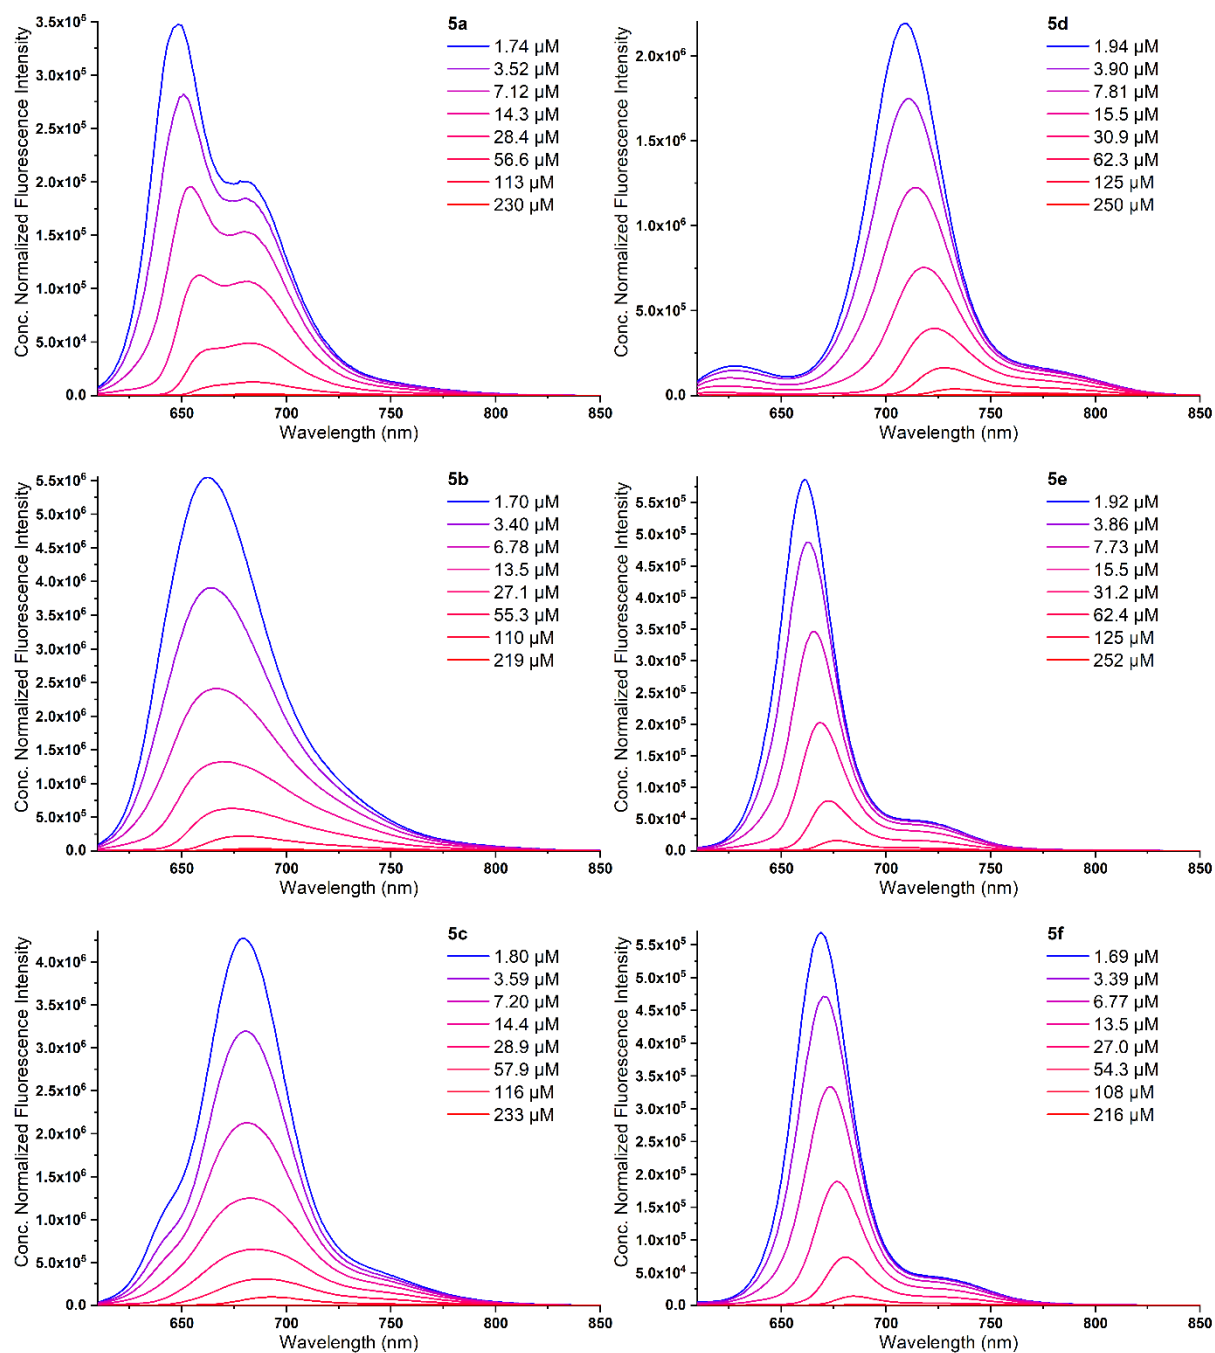 5a
1.74 µM
3.52 µM
7.12 µM
14.3 µM
28.4 µM
56.6 µM
113 µM
230 µM
3.5x10⁵
3.0x10⁵
2.5x10⁵
2.0x10⁵
1.5x10⁵
1.0x10⁵
5.0x10⁴
0.0
Conc. Normalized Fluorescence Intensity
650 700 750 800 850
Wavelength (nm)
5d
1.94 µM
3.90 µM
7.81 µM
15.5 µM
30.9 µM
62.3 µM
125 µM
250 µM
2.0x10⁶
1.5x10⁶
1.0x10⁶
5.0x10⁵
0.0
Conc. Normalized Fluorescence Intensity
650 700 750 800 850
Wavelength (nm)
5b
1.70 µM
3.40 µM
6.78 µM
13.5 µM
27.1 µM
55.3 µM
110 µM
219 µM
5.5x10⁶
5.0x10⁶
4.5x10⁶
4.0x10⁶
3.5x10⁶
3.0x10⁶
2.5x10⁶
2.0x10⁶
1.5x10⁶
1.0x10⁶
5.0x10⁵
0.0
Conc. Normalized Fluorescence Intensity
650 700 750 800 850
Wavelength (nm)
5e
1.92 µM
3.86 µM
7.73 µM
15.5 µM
31.2 µM
62.4 µM
125 µM
252 µM
5.5x10⁵
5.0x10⁵
4.5x10⁵
4.0x10⁵
3.5x10⁵
3.0x10⁵
2.5x10⁵
2.0x10⁵
1.5x10⁵
1.0x10⁵
5.0x10⁴
0.0
Conc. Normalized Fluorescence Intensity
650 700 750 800 850
Wavelength (nm)
5c
1.80 µM
3.59 µM
7.20 µM
14.4 µM
28.9 µM
57.9 µM
116 µM
233 µM
4.0x10⁶
3.5x10⁶
3.0x10⁶
2.5x10⁶
2.0x10⁶
1.5x10⁶
1.0x10⁶
5.0x10⁵
0.0
Conc. Normalized Fluorescence Intensity
650 700 750 800 850
Wavelength (nm)
5f
1.69 µM
3.39 µM
6.77 µM
13.5 µM
27.0 µM
54.3 µM
108 µM
216 µM
5.5x10⁵
5.0x10⁵
4.5x10⁵
4.0x10⁵
3.5x10⁵
3.0x10⁵
2.5x10⁵
2.0x10⁵
1.5x10⁵
1.0x10⁵
5.0x10⁴
0.0
Conc. Normalized Fluorescence Intensity
650 700 750 800 850
Wavelength (nm)